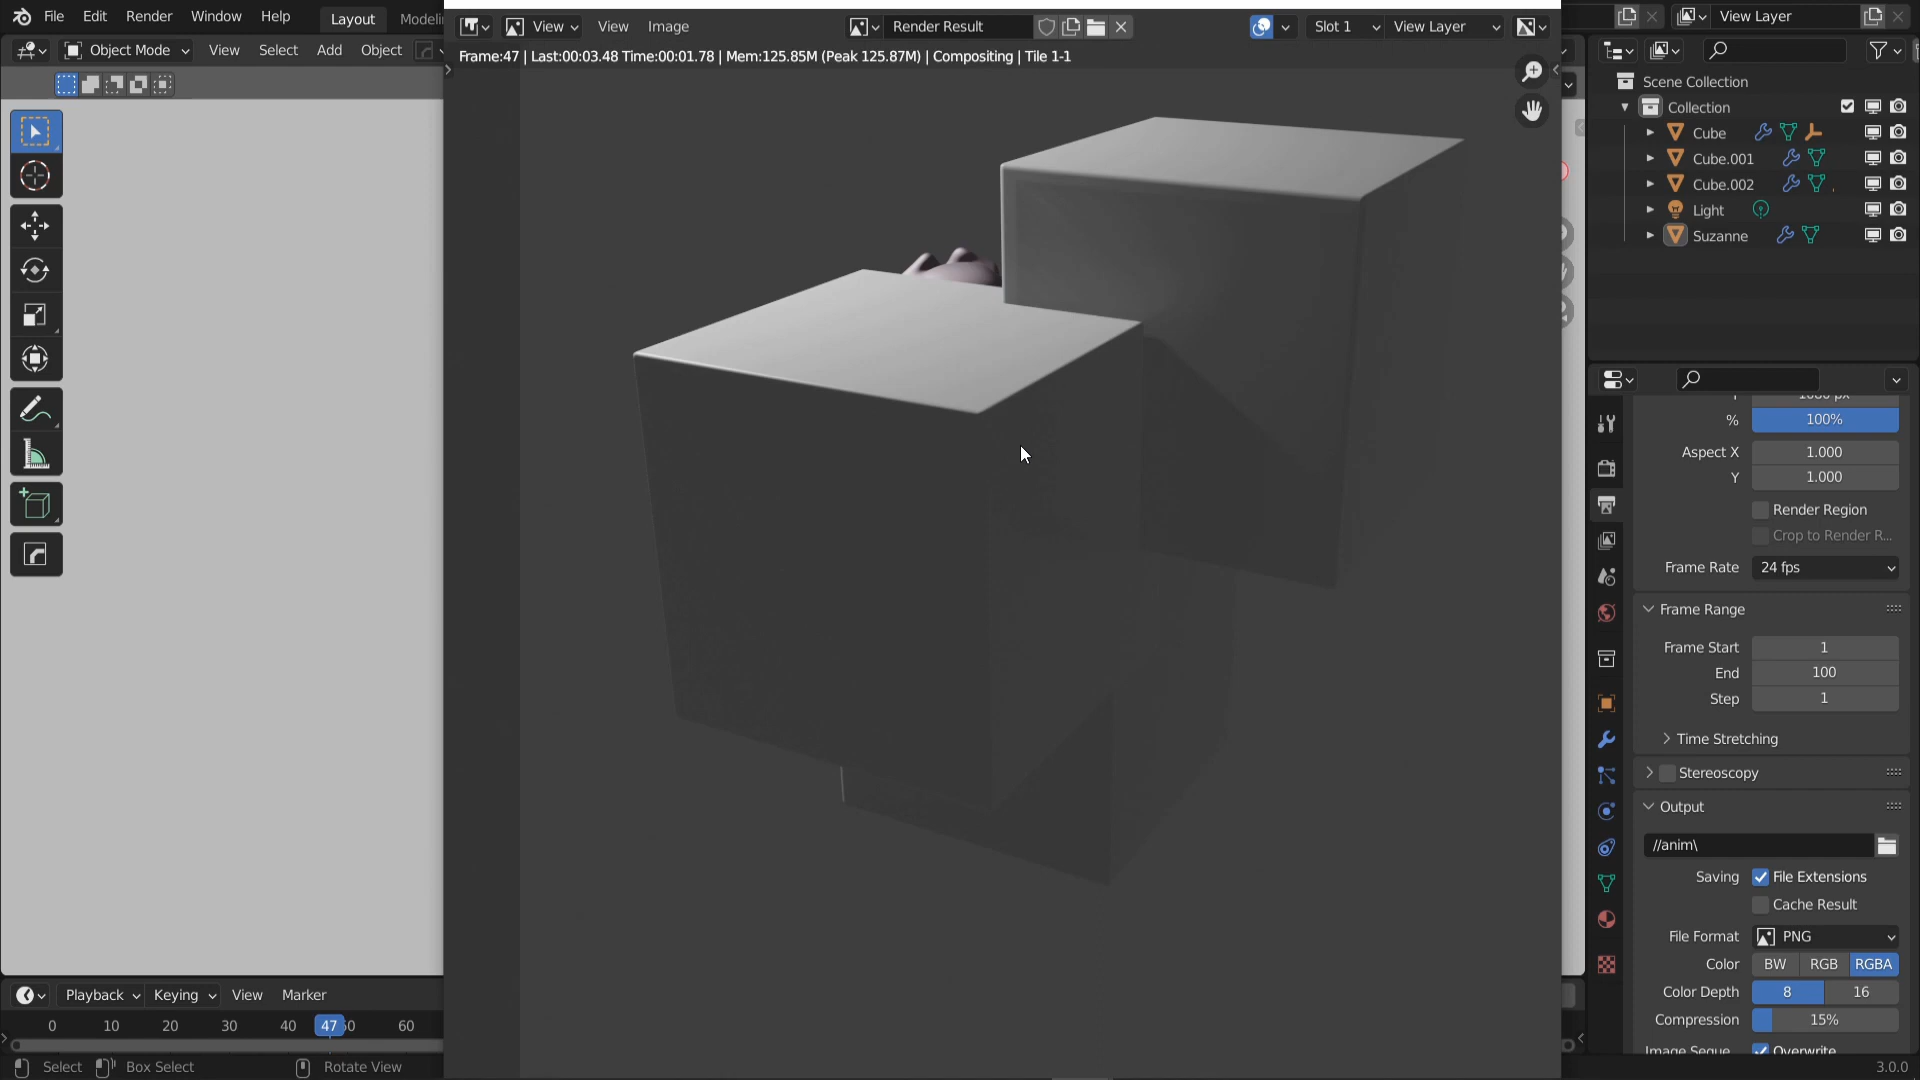 File Edit Render Window Help Layout
View View Image Render Result Slot 1 View Layer
View Layer
Object Mode View Select Add Object
Frame:47 | Last:00:03.48 Time:00:01.78 | Mem:125.85M (Peak 125.87M) | Compositing | Tile 1-1
Scene Collection
Collection
Cube
Cube.001
Cube.002
Light
Suzanne
% 100%
Aspect X 1.000
Y 1.000
Render Region
Crop to Render R...
Frame Rate 24 fps
Frame Range
Frame Start 1
End 100
Step 1
Time Stretching
Stereoscopy
Output
//anim\
Saving File Extensions
Cache Result
File Format PNG
Color BW RGB RGBA
Color Depth 8 16
Compression 15%
Image Seque Overwrite
Playback Keying View Marker
0 10 20 30 40 47 60
Select Box Select Rotate View
3.0.0